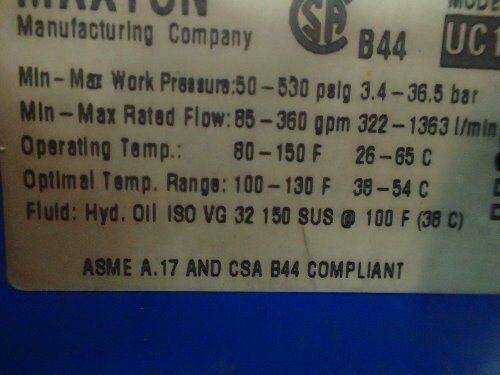 MAXTON
Manufacturing Company
B44
UC1
Min-Max Work Pressure:50-530 psig 3.4-36.5 bar
Min-Max Rated Flow: 85-360 gpm 322-1363 l/min
Operating Temp.: 80-150 F 26-65 C
Optimal Temp. Range: 100-130 F 38-54 C
Fluid: Hyd. Oil ISO VG 32 150 SUS @ 100 F (38 C)
ASME A.17 AND CSA B44 COMPLIANT